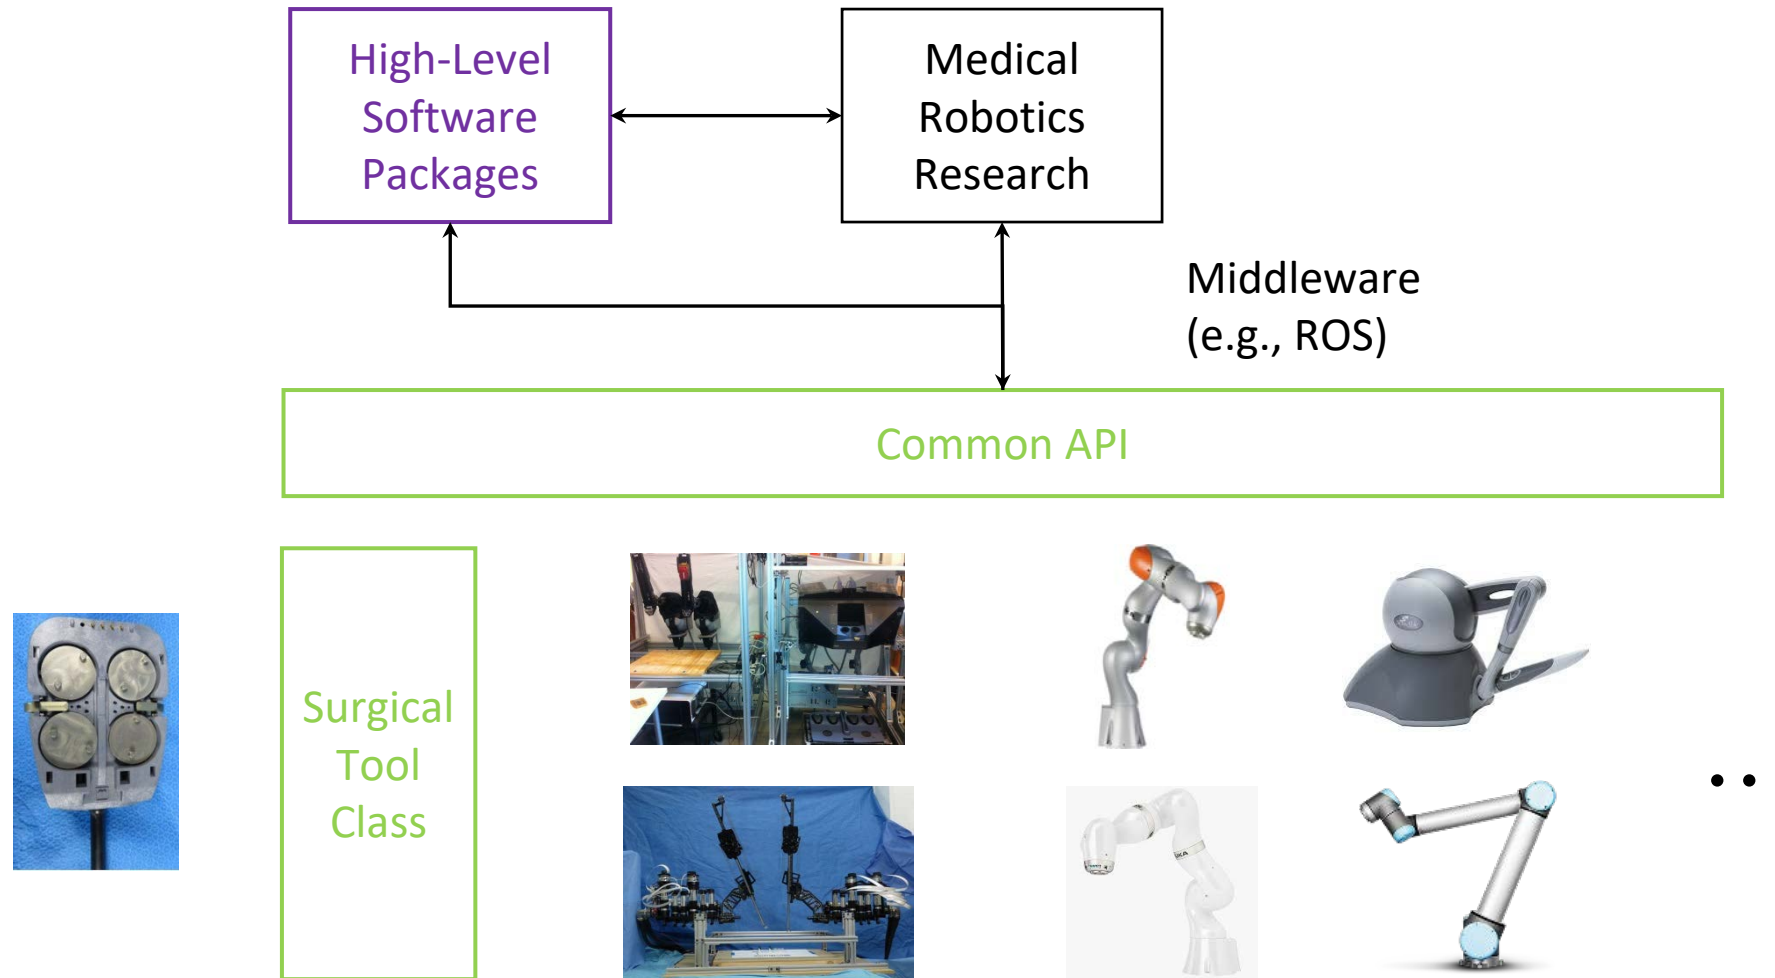 High-Level
Software
Packages
Medical
Robotics
Research
Middleware
(e.g., ROS)
Common API
Surgical
Tool
Class